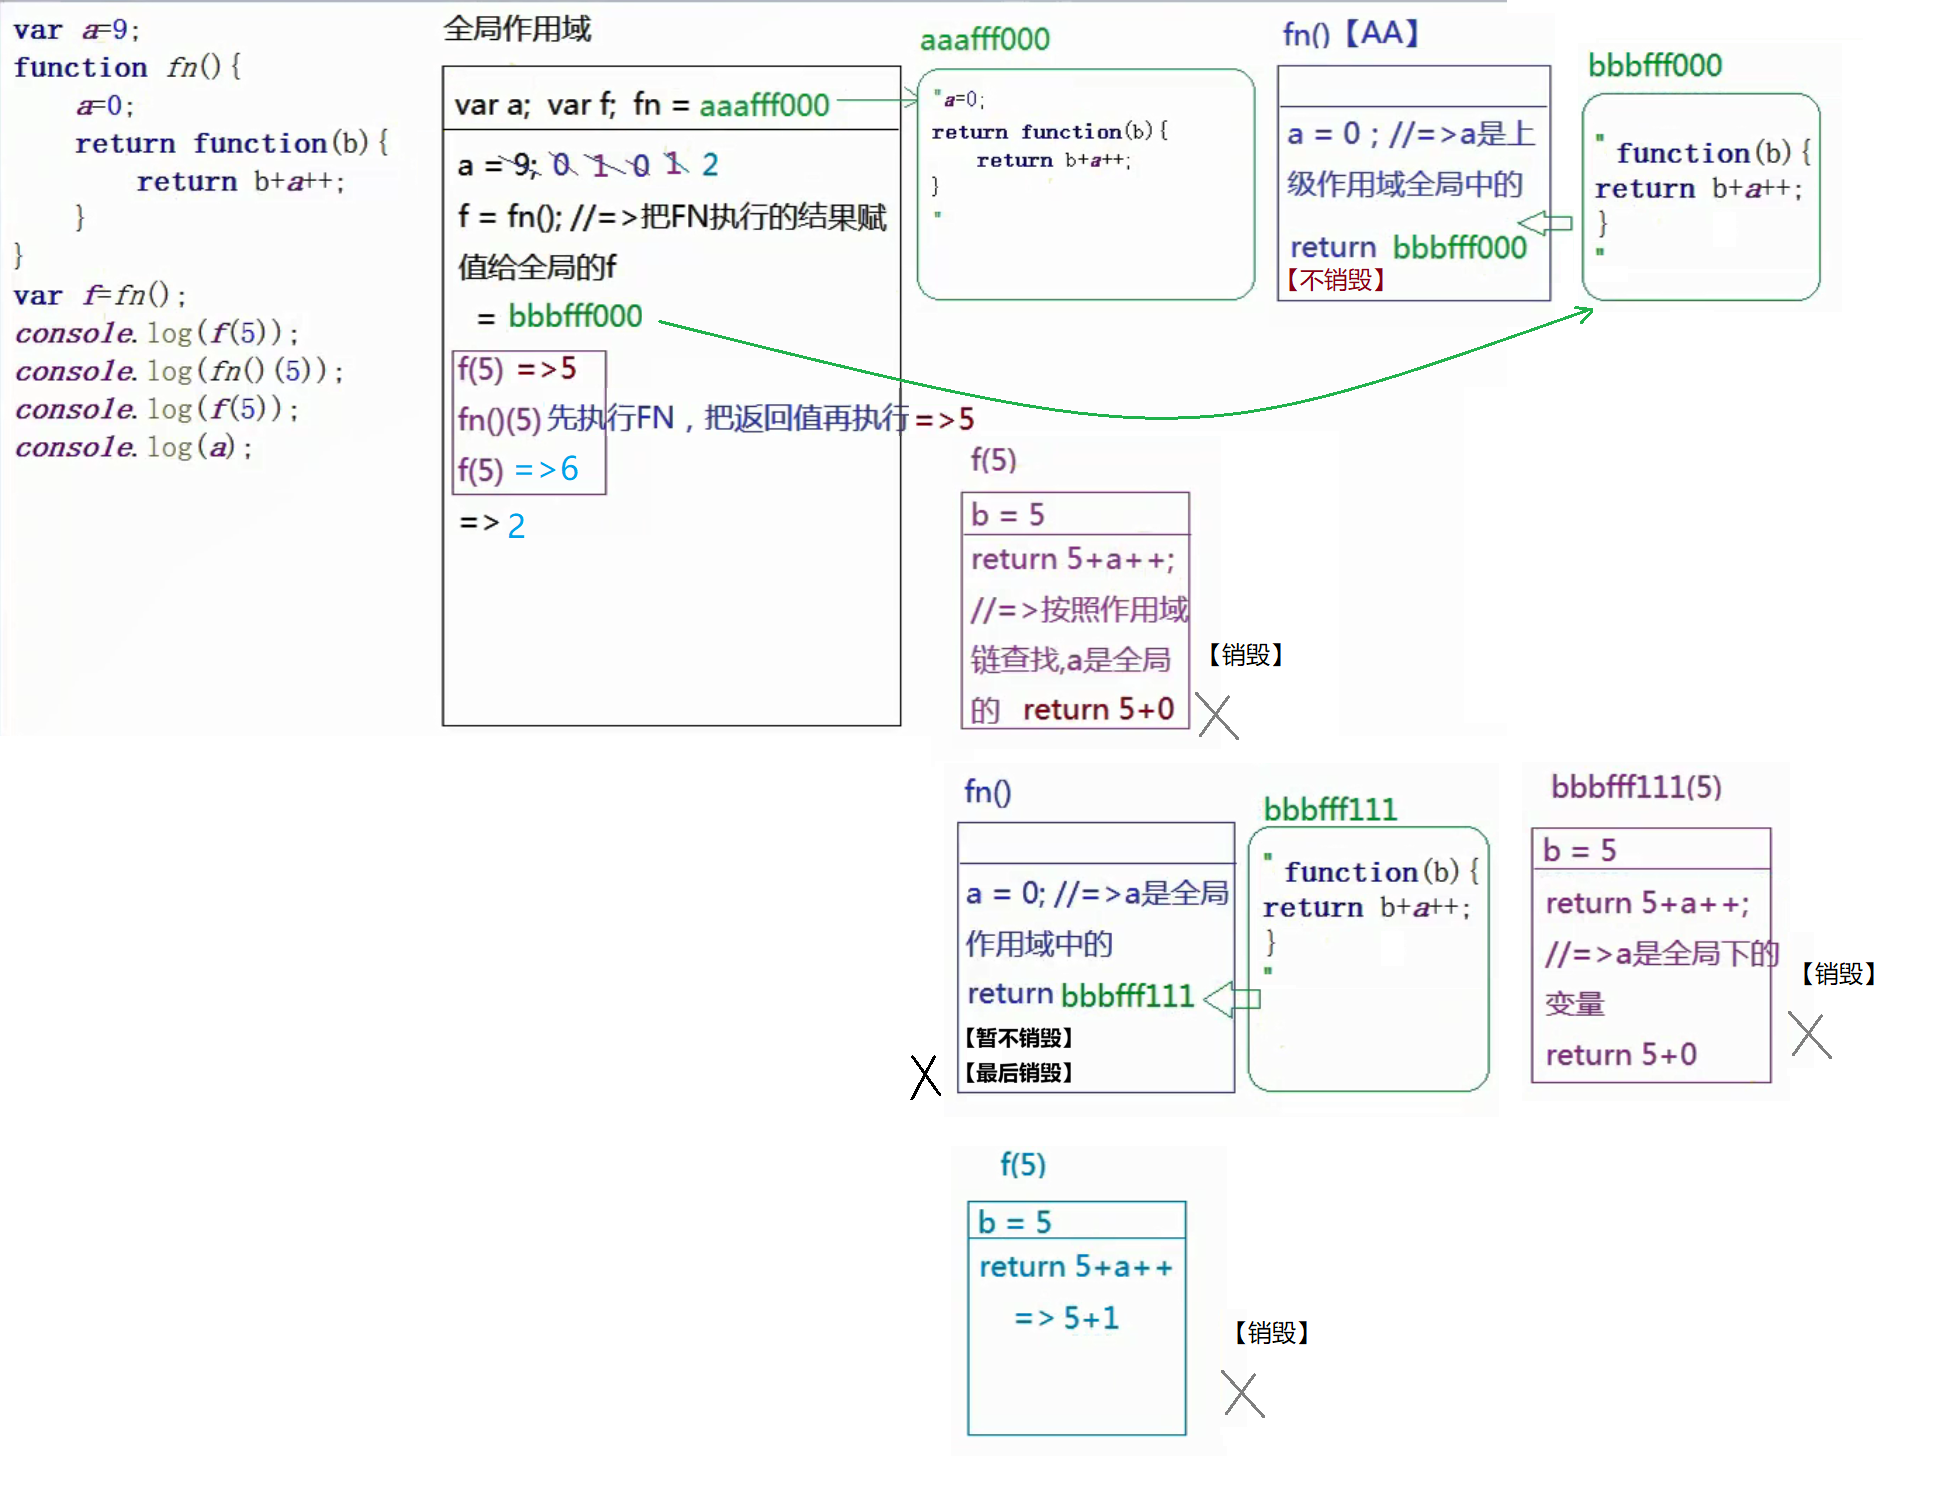 var a=9;
function fn(){
a=0;
return function(b){
return b+a++;
}
}
var f=fn();
console.log(f(5));
console.log(fn()(5));
console.log(f(5));
console.log(a);
全局作用域
var a;  var f;  fn = aaafff000
a = 9; 0 1 0 1 2
f = fn(); //=>把FN执行的结果赋
值给全局的f
= bbbfff000
f(5) =>5
fn()(5) 先执行FN，把返回值再执行=>5
f(5) =>6
=> 2
aaafff000
"a=0;
return function(b){
return b+a++;
}
"
fn()【AA】
a = 0 ; //=>a是上
级作用域全局中的
return bbbfff000
【不销毁】
bbbfff000
" function(b){
return b+a++;
}
"
f(5)
b = 5
return 5+a++;
//=>按照作用域
链查找,a是全局
的 return 5+0
【销毁】
fn()
a = 0; //=>a是全局
作用域中的
return bbbfff111
【暂不销毁】
【最后销毁】
bbbfff111
" function(b){
return b+a++;
}
"
bbbfff111(5)
b = 5
return 5+a++;
//=>a是全局下的
变量
return 5+0
【销毁】
f(5)
b = 5
return 5+a++
=> 5+1
【销毁】